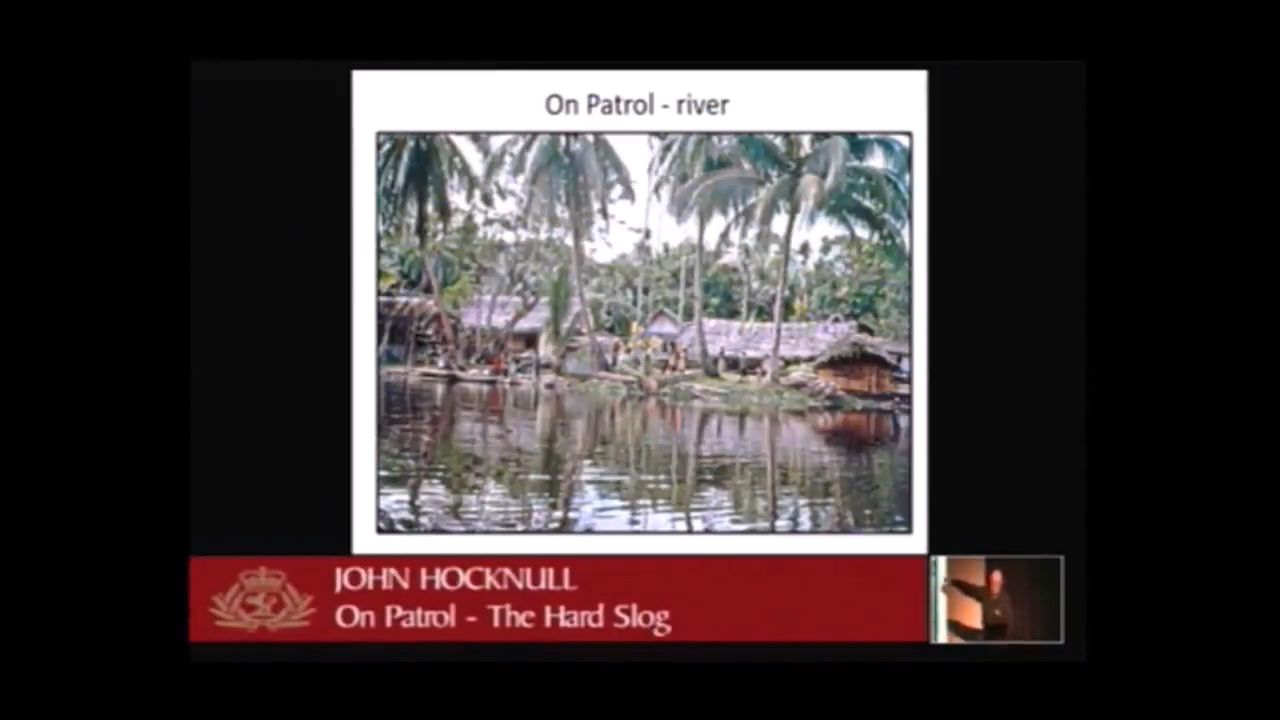 On Patrol - river
JOHN HOCKNULL
On Patrol - The Hard Slog